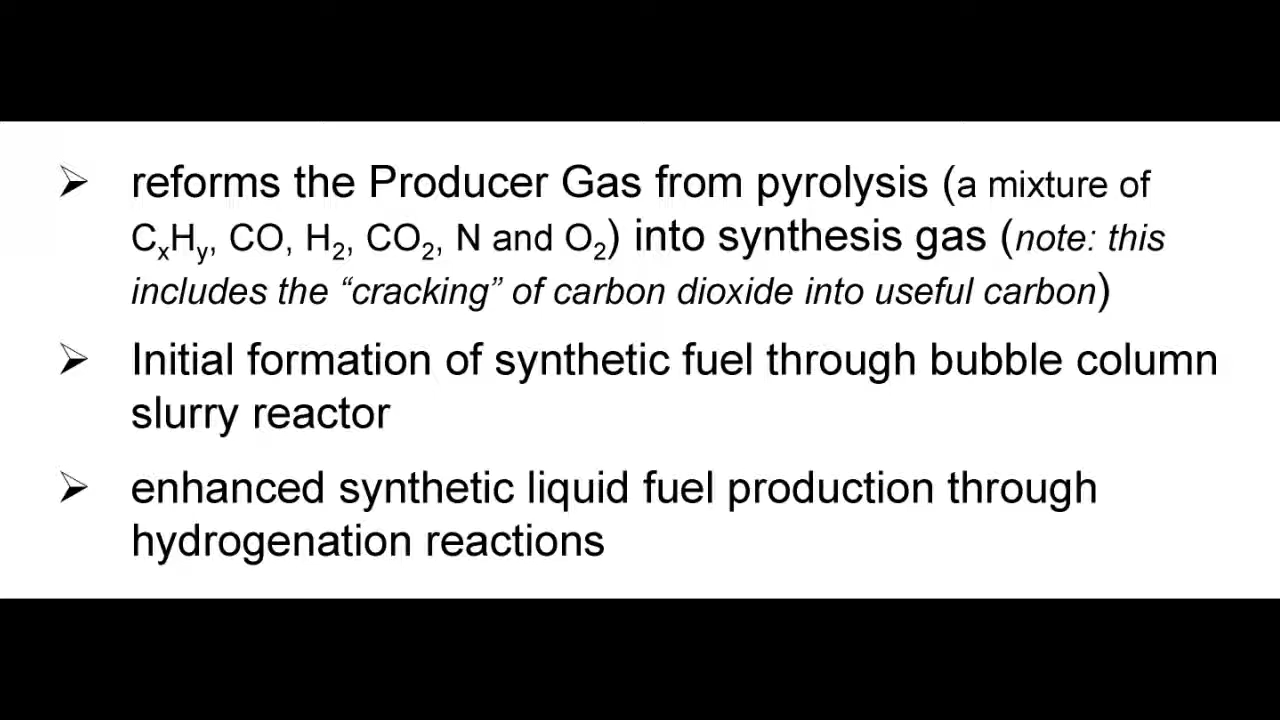 ➢ reforms the Producer Gas from pyrolysis (a mixture of
CxHy, CO, H2, CO2, N and O2) into synthesis gas (note: this
includes the “cracking” of carbon dioxide into useful carbon)
➢ Initial formation of synthetic fuel through bubble column
slurry reactor
➢ enhanced synthetic liquid fuel production through
hydrogenation reactions